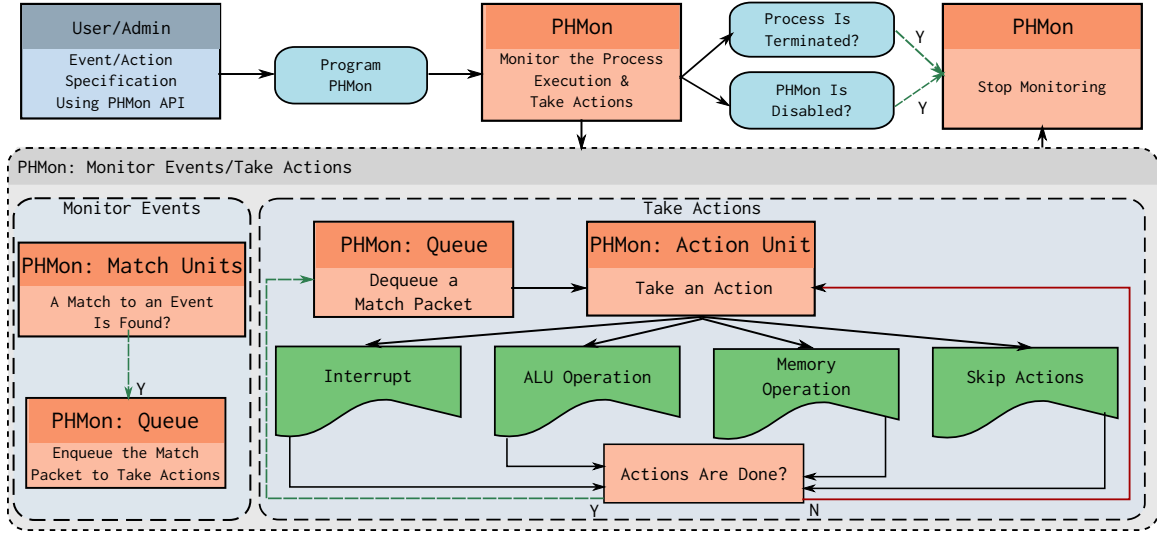 User/Admin
Event/Action
Specification
Using PHMon API
Program
PHMon
PHMon
Monitor the Process
Execution &
Take Actions
Process Is
Terminated?
Y
PHMon Is
Disabled?
Y
PHMon
Stop Monitoring
PHMon: Monitor Events/Take Actions
Monitor Events
PHMon: Match Units
A Match to an Event
Is Found?
Y
PHMon: Queue
Enqueue the Match
Packet to Take Actions
Take Actions
PHMon: Queue
Dequeue a
Match Packet
PHMon: Action Unit
Take an Action
Interrupt
ALU Operation
Memory
Operation
Skip Actions
Actions Are Done?
Y
N